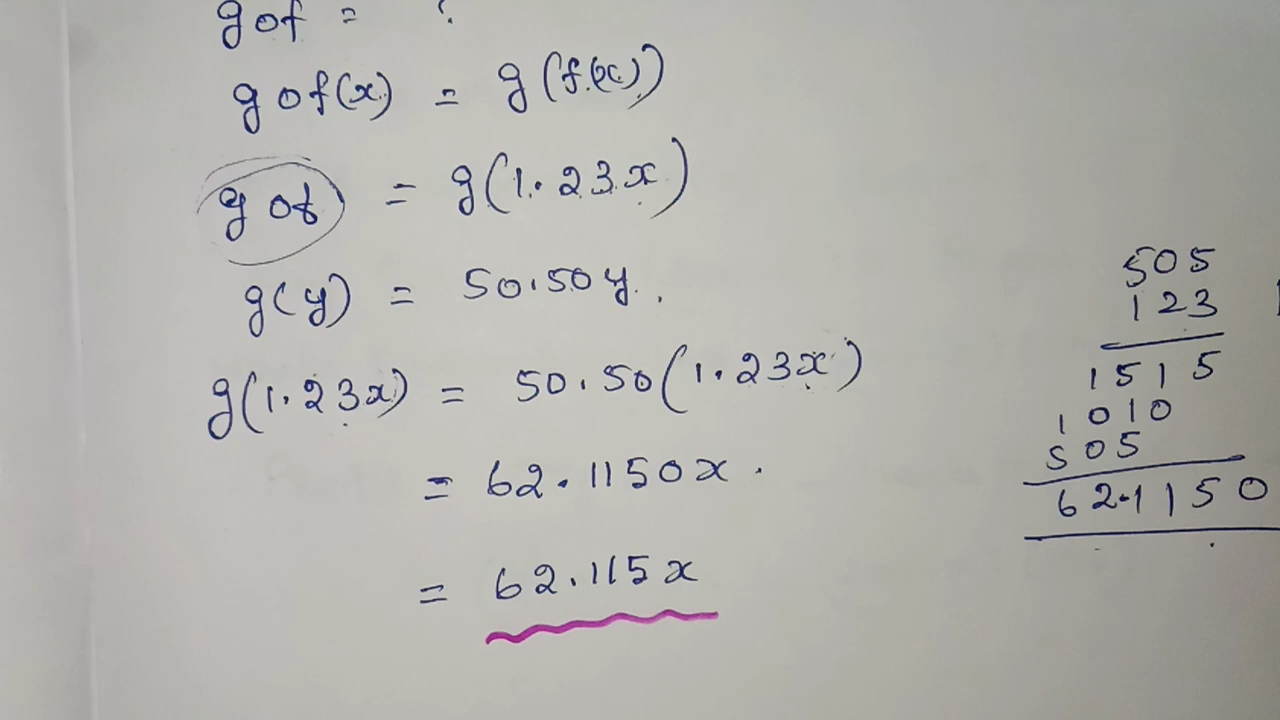 gof = ?
gof(x) = g(f(x))
gof = g(1.23x)
g(y) = 50.50y.
g(1.23x) = 50.50(1.23x)
= 62.1150x.
= 62.115x
505
123
1515
1010
505
62.1150